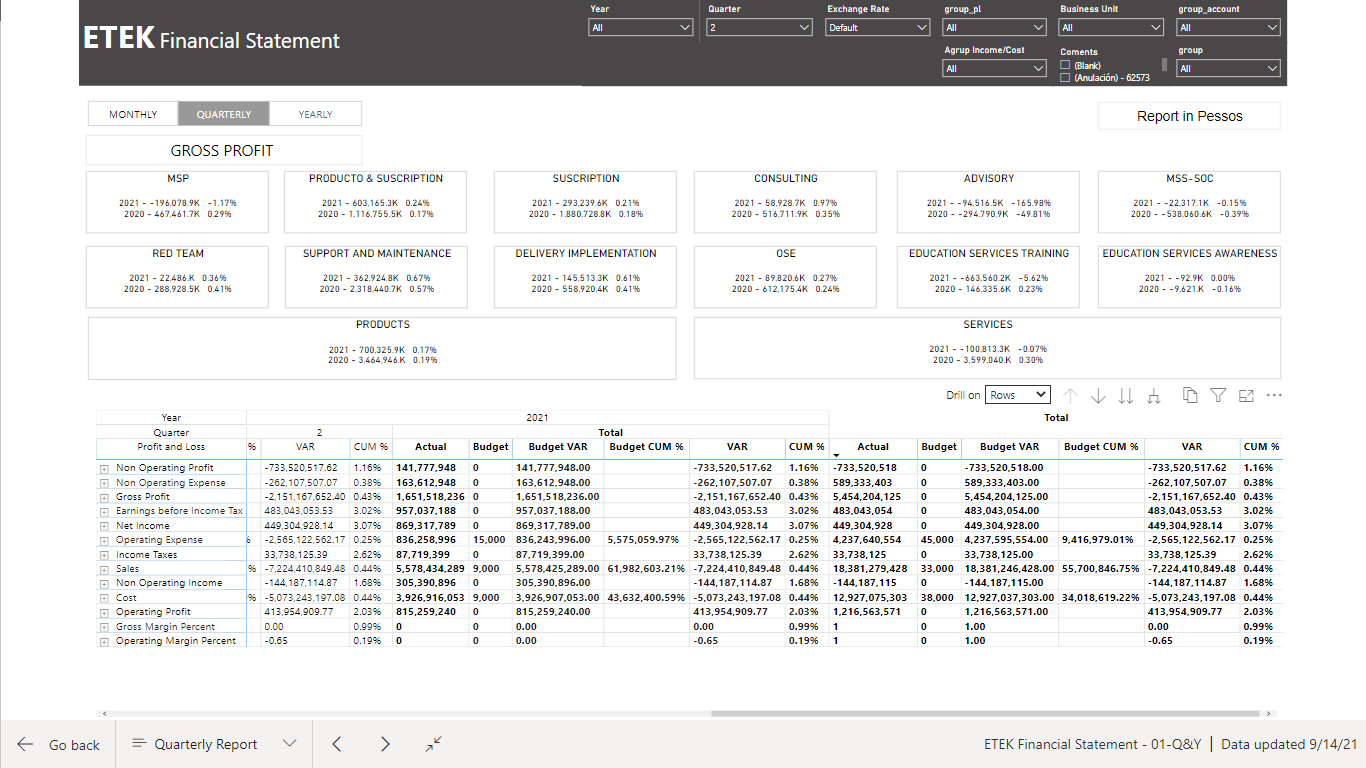 ETEK Financial Statement
Year Quarter Exchange Rate group_pl Business Unit group_account
All 2 Default All All All
Agrup Income/Cost Coments group
All (Blank) All
(Anulación) - 62573
MONTHLY QUARTERLY YEARLY
Report in Pessos
GROSS PROFIT
MSP PRODUCTO & SUSCRIPTION SUSCRIPTION CONSULTING ADVISORY MSS-SOC
2021 - -196,078.9K -1.17% 2021 - 603,165.3K 0.24% 2021 - 293,239.6K 0.21% 2021 - 58,928.7K 0.97% 2021 - -94,516.5K -165.98% 2021 - -22,317.1K -0.15%
2020 - 467,461.7K 0.29% 2020 - 1,116,755.5K 0.17% 2020 - 1,880,728.8K 0.18% 2020 - 516,711.9K 0.35% 2020 - -294,790.9K -49.81% 2020 - -538,060.6K -0.39%
RED TEAM SUPPORT AND MAINTENANCE DELIVERY IMPLEMENTATION OSE EDUCATION SERVICES TRAINING EDUCATION SERVICES AWARENESS
2021 - 22,486.K 0.36% 2021 - 362,924.8K 0.67% 2021 - 145,513.3K 0.61% 2021 - 89,820.6K 0.27% 2021 - -663,560.2K -5.62% 2021 - -92.9K 0.00%
2020 - 288,928.5K 0.41% 2020 - 2,318,440.7K 0.57% 2020 - 558,920.4K 0.41% 2020 - 612,175.4K 0.24% 2020 - 146,335.6K 0.23% 2020 - -9,621.K -0.16%
PRODUCTS SERVICES
2021 - 700,325.9K 0.17% 2021 - -100,813.3K -0.07%
2020 - 3,464,946.K 0.19% 2020 - 3,599,040.K 0.30%
Drill on Rows
Year 2021 Total
Quarter 2 Total
Profit and Loss % VAR CUM % Actual Budget Budget VAR Budget CUM % VAR CUM % Actual Budget Budget VAR Budget CUM % VAR CUM %
Non Operating Profit -733,520,517.62 1.16% 141,777,948 0 141,777,948.00 -733,520,517.62 1.16% -733,520,518 0 -733,520,518.00 -733,520,517.62 1.16%
Non Operating Expense -262,107,507.07 0.38% 163,612,948 0 163,612,948.00 -262,107,507.07 0.38% 589,333,403 0 589,333,403.00 -262,107,507.07 0.38%
Gross Profit -2,151,167,652.40 0.43% 1,651,518,236 0 1,651,518,236.00 -2,151,167,652.40 0.43% 5,454,204,125 0 5,454,204,125.00 -2,151,167,652.40 0.43%
Earnings before Income Tax 483,043,053.53 3.02% 957,037,188 0 957,037,188.00 483,043,053.53 3.02% 483,043,054 0 483,043,054.00 483,043,053.53 3.02%
Net Income 449,304,928.14 3.07% 869,317,789 0 869,317,789.00 449,304,928.14 3.07% 449,304,928 0 449,304,928.00 449,304,928.14 3.07%
Operating Expense -2,565,122,562.17 0.25% 836,258,996 15,000 836,243,996.00 5,575,059.97% -2,565,122,562.17 0.25% 4,237,640,554 45,000 4,237,595,554.00 9,416,979.01% -2,565,122,562.17 0.25%
Income Taxes 33,738,125.39 2.62% 87,719,399 0 87,719,399.00 33,738,125.39 2.62% 33,738,125 0 33,738,125.00 33,738,125.39 2.62%
Sales % -7,224,410,849.48 0.44% 5,578,434,289 9,000 5,578,425,289.00 61,982,603.21% -7,224,410,849.48 0.44% 18,381,279,428 33,000 18,381,246,428.00 55,700,846.75% -7,224,410,849.48 0.44%
Non Operating Income -144,187,114.87 1.68% 305,390,896 0 305,390,896.00 -144,187,114.87 1.68% -144,187,115 0 -144,187,115.00 -144,187,114.87 1.68%
Cost % -5,073,243,197.08 0.44% 3,926,916,053 9,000 3,926,907,053.00 43,632,400.59% -5,073,243,197.08 0.44% 12,927,075,303 38,000 12,927,037,303.00 34,018,619.22% -5,073,243,197.08 0.44%
Operating Profit 413,954,909.77 2.03% 815,259,240 0 815,259,240.00 413,954,909.77 2.03% 1,216,563,571 0 1,216,563,571.00 413,954,909.77 2.03%
Gross Margin Percent 0.00 0.99% 0 0 0.00 0.00 0.99% 1 0 1.00 0.00 0.99%
Operating Margin Percent -0.65 0.19% 0 0 0.00 -0.65 0.19% 1 0 1.00 -0.65 0.19%
Go back Quarterly Report ETEK Financial Statement - 01-Q&Y | Data updated 9/14/21